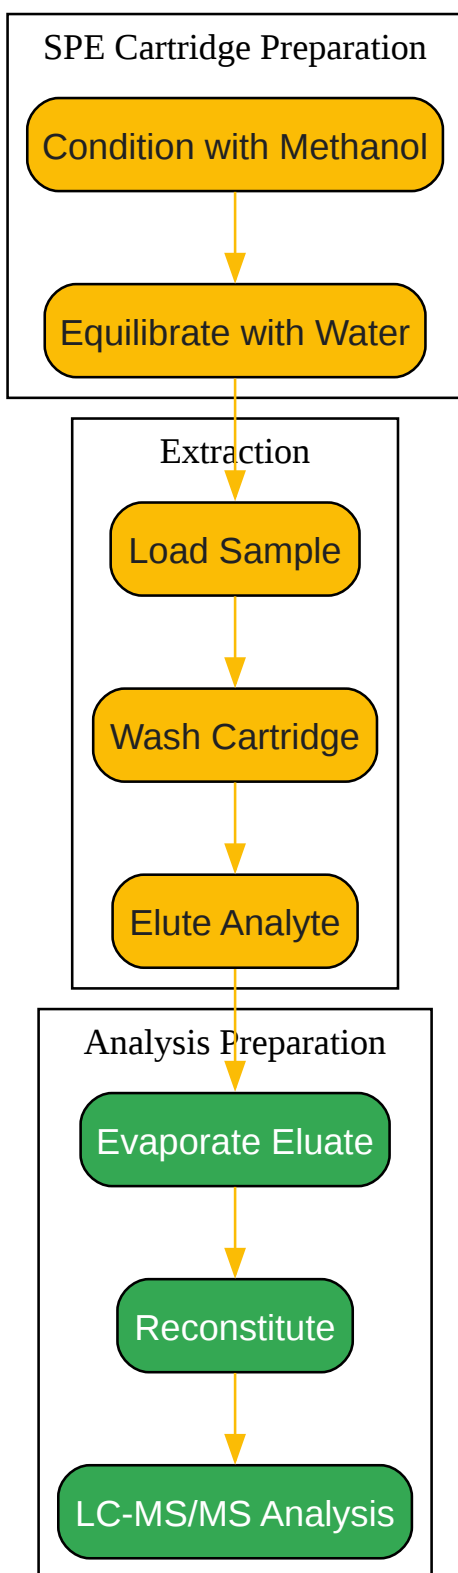 SPE Cartridge Preparation
Condition with Methanol
Equilibrate with Water
Extraction
Load Sample
Wash Cartridge
Elute Analyte
Analysis Preparation
Evaporate Eluate
Reconstitute
LC-MS/MS Analysis